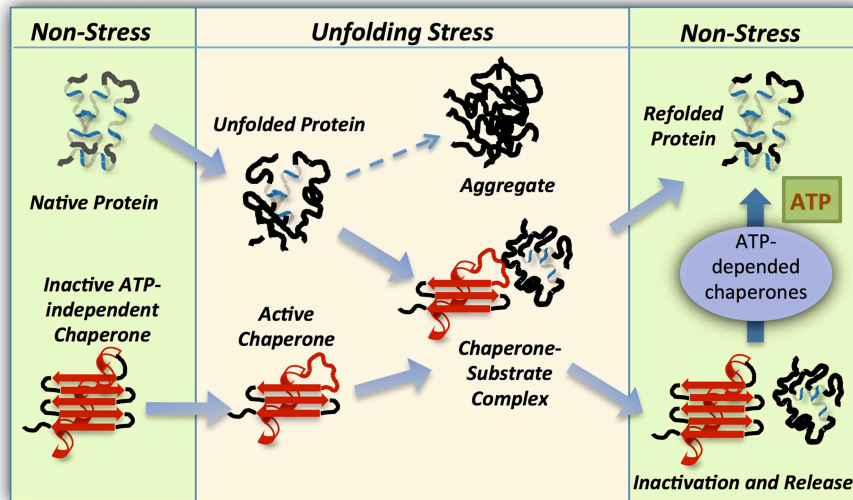 Non-Stress
Unfolding Stress
Non-Stress
Native Protein
Unfolded Protein
Aggregate
Refolded
Protein
ATP
ATP-
depended
chaperones
Inactive ATP-
independent
Chaperone
Active
Chaperone
Chaperone-
Substrate
Complex
Inactivation and Release